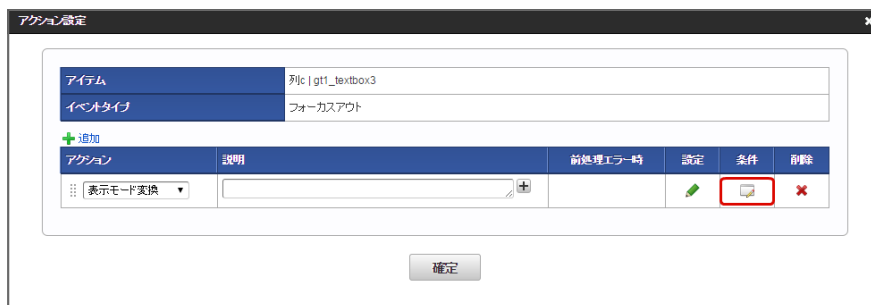 アクション設定
アイテム 列c | gt1_textbox3
イベントタイプ フォーカスアウト
追加
アクション 説明 前処理エラー時 設定 条件 削除
表示モード変換
確定